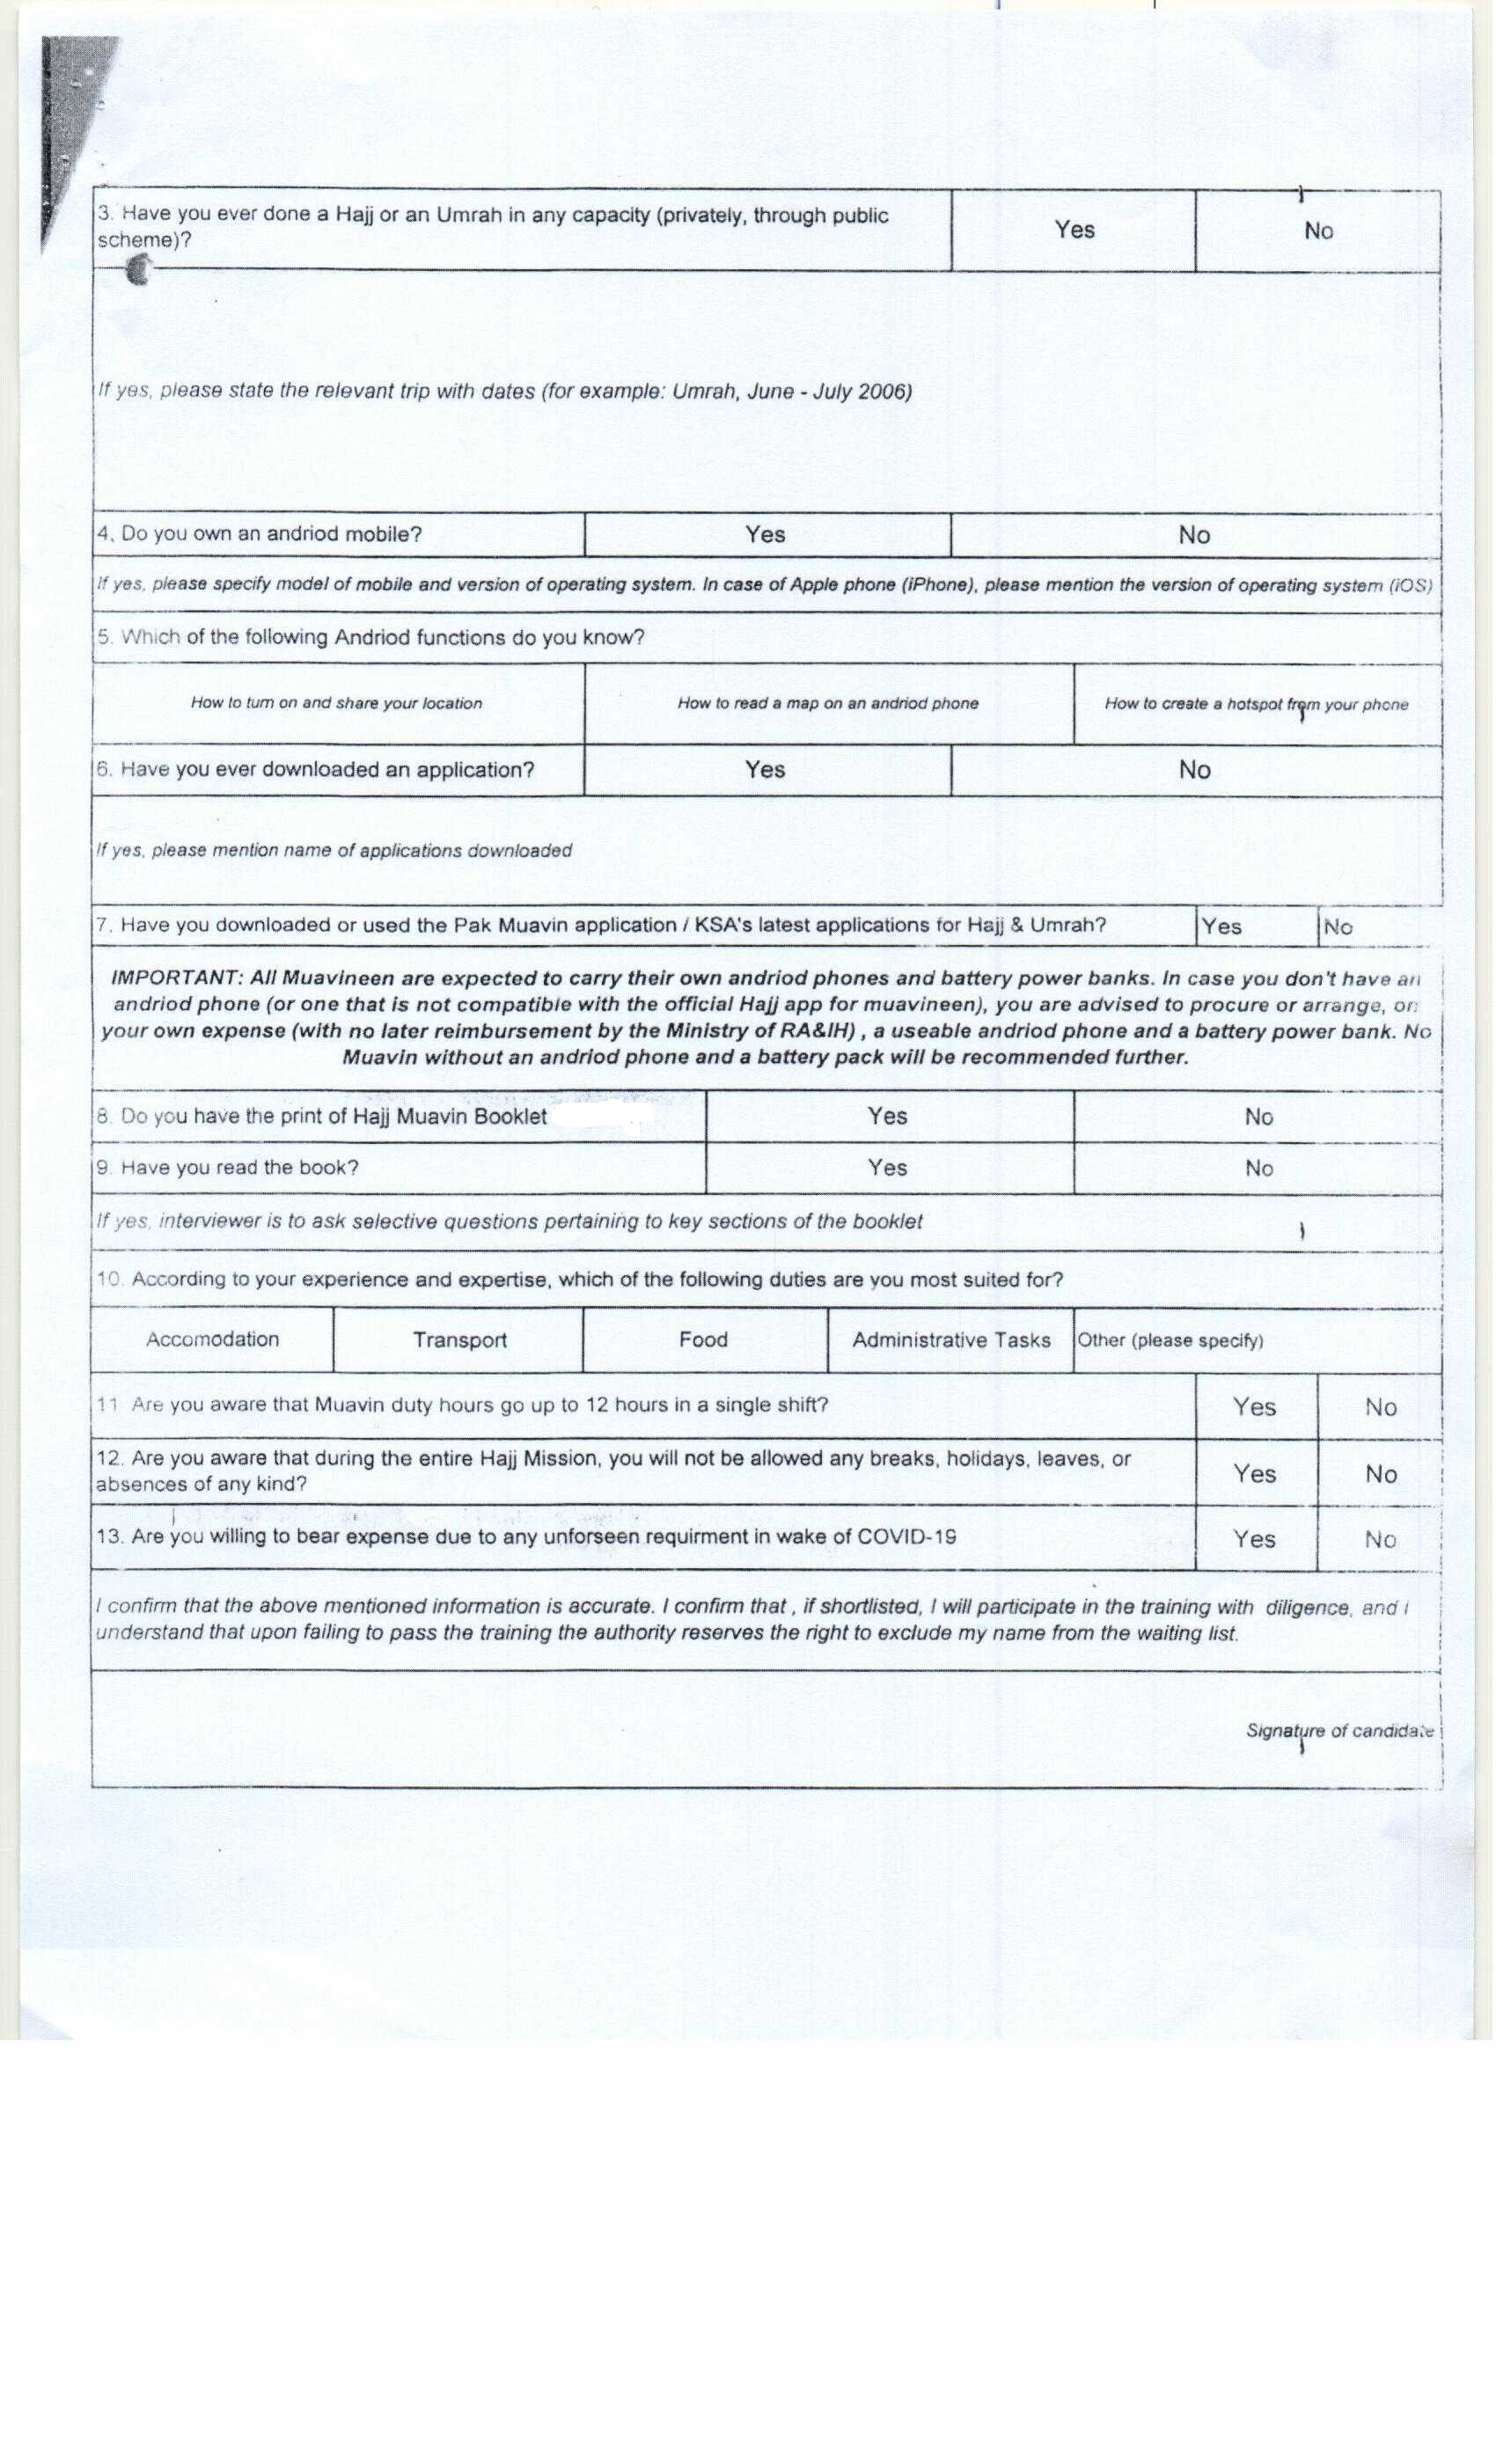 3. Have you ever done a Hajj or an Umrah in any capacity (privately, through public
scheme)?
Yes
No
If yes, please state the relevant trip with dates (for example: Umrah, June - July 2006)
4. Do you own an andriod mobile?
Yes
No
If yes, please specify model of mobile and version of operating system. In case of Apple phone (iPhone), please mention the version of operating system (iOS)
5. Which of the following Andriod functions do you know?
How to turn on and share your location
How to read a map on an andriod phone
How to create a hotspot from your phone
6. Have you ever downloaded an application?
Yes
No
If yes, please mention name of applications downloaded
7. Have you downloaded or used the Pak Muavin application / KSA's latest applications for Hajj & Umrah?
Yes
No
IMPORTANT: All Muavineen are expected to carry their own andriod phones and battery power banks. In case you don't have an
andriod phone (or one that is not compatible with the official Hajj app for muavineen), you are advised to procure or arrange, on
your own expense (with no later reimbursement by the Ministry of RA&IH) , a useable andriod phone and a battery power bank. No
Muavin without an andriod phone and a battery pack will be recommended further.
8. Do you have the print of Hajj Muavin Booklet
Yes
No
9. Have you read the book?
Yes
No
If yes, interviewer is to ask selective questions pertaining to key sections of the booklet
10. According to your experience and expertise, which of the following duties are you most suited for?
Accomodation
Transport
Food
Administrative Tasks
Other (please specify)
11 Are you aware that Muavin duty hours go up to 12 hours in a single shift?
Yes
No
12. Are you aware that during the entire Hajj Mission, you will not be allowed any breaks, holidays, leaves, or
absences of any kind?
Yes
No
13. Are you willing to bear expense due to any unforseen requirment in wake of COVID-19
Yes
No
I confirm that the above mentioned information is accurate. I confirm that , if shortlisted, I will participate in the training with diligence, and I
understand that upon failing to pass the training the authority reserves the right to exclude my name from the waiting list.
Signature of candidate